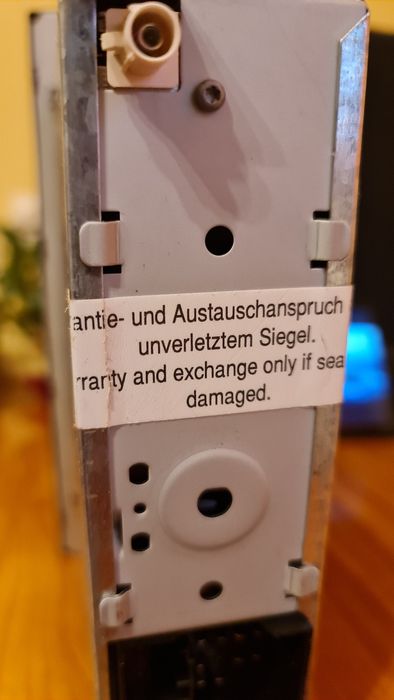 antie- und Austauschanspruch
unverletztem Siegel.
rranty and exchange only if sea
damaged.